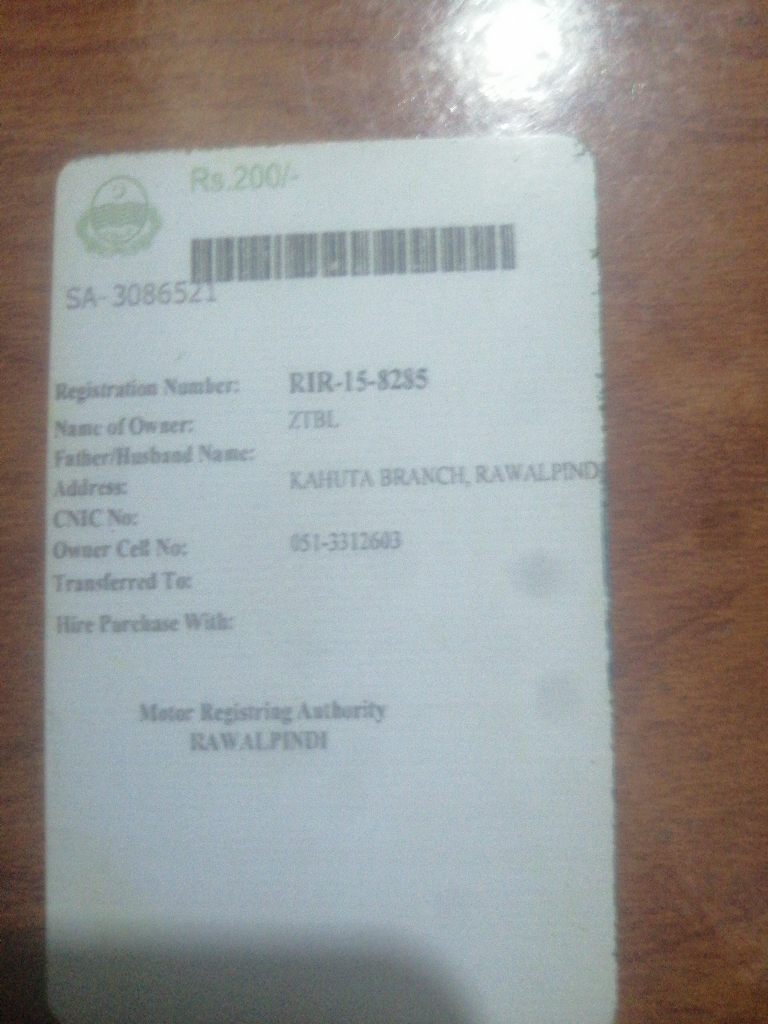 Rs.200/-
SA-3086521
Registration Number: RIR-15-8285
Name of Owner: ZTBL
Father/Husband Name:
Address: KAHUTA BRANCH, RAWALPINDI
CNIC No:
Owner Cell No: 051-3312603
Transferred To:
Hire Purchase With:
Motor Registring Authority
RAWALPINDI